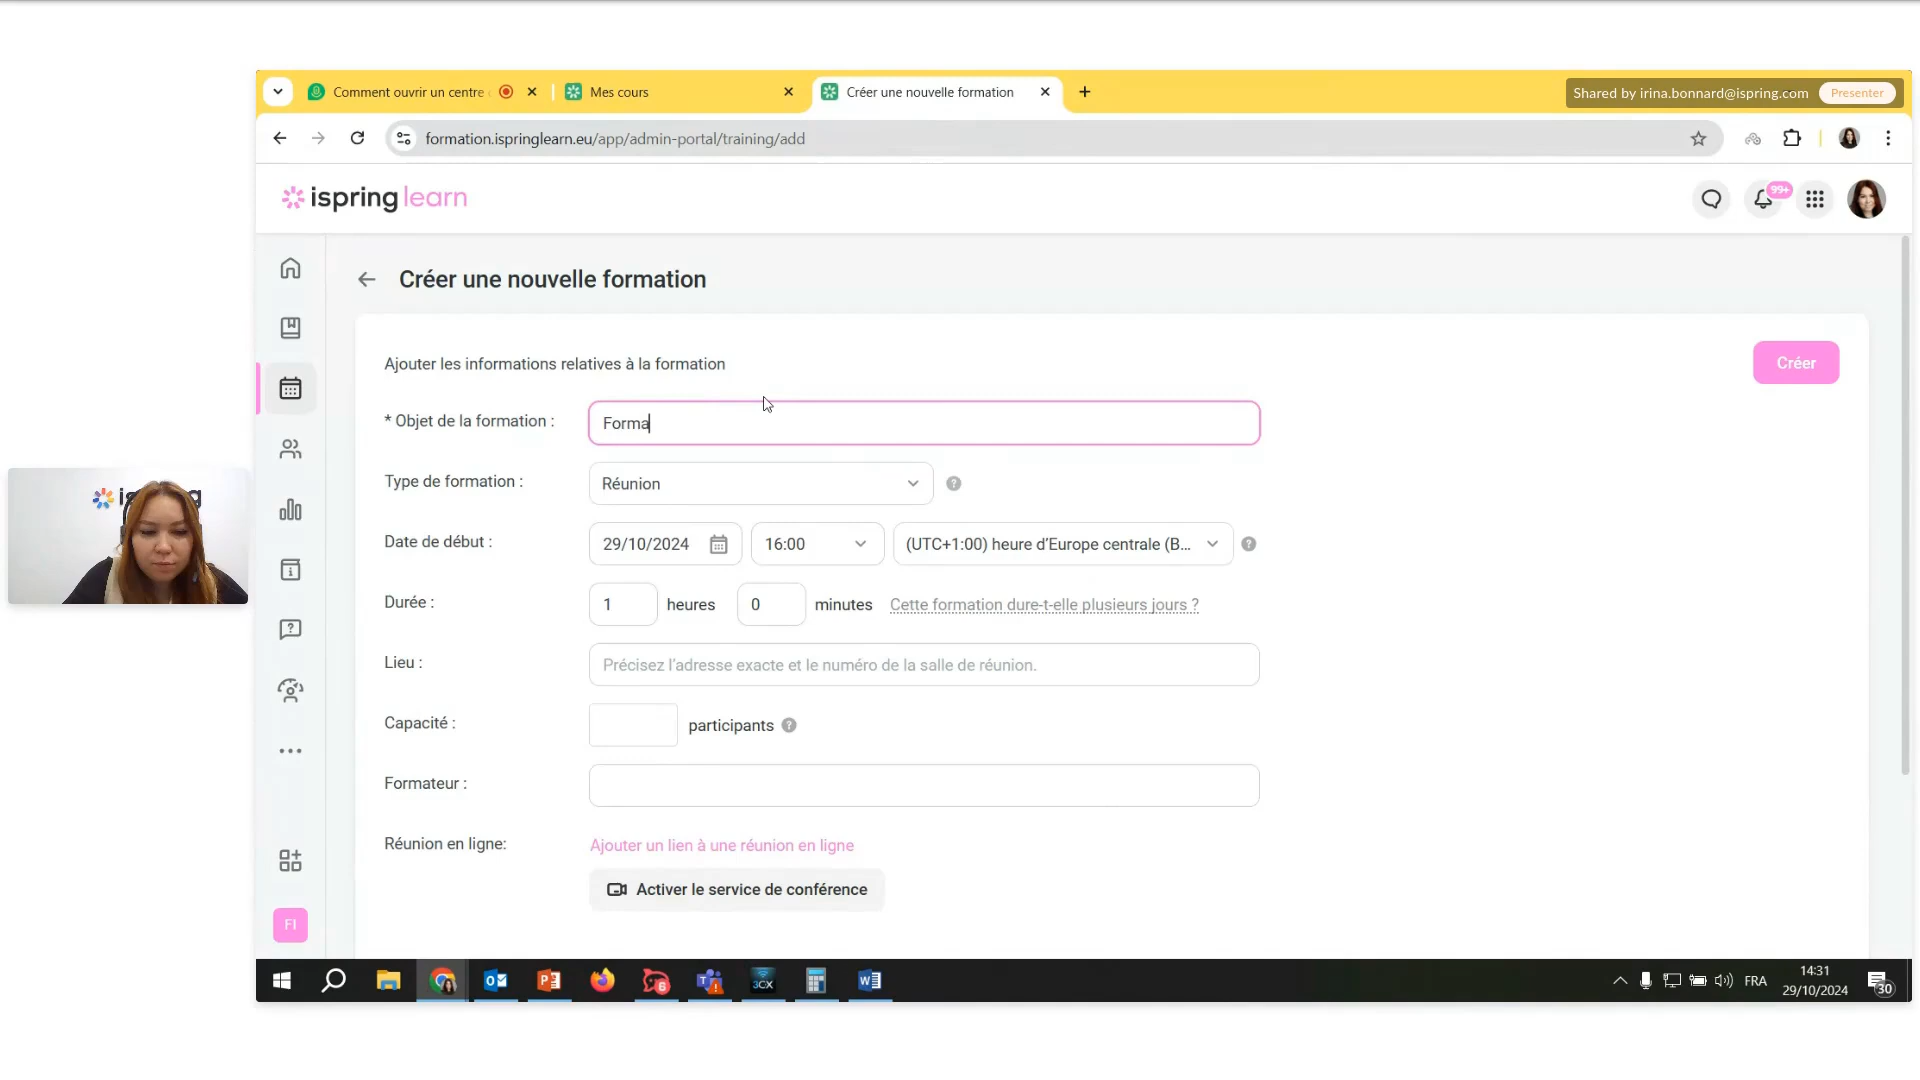 Comment ouvrir un centre
Mes cours
Créer une nouvelle formation
Shared by irina.bonnard@ispring.com
Presenter
formation.ispringlearn.eu/app/admin-portal/training/add
ispring learn
99+
Créer une nouvelle formation
Ajouter les informations relatives à la formation
Créer
* Objet de la formation :
Forma
Type de formation :
Réunion
?
Date de début :
29/10/2024
16:00
(UTC+1:00) heure d'Europe centrale (B...
?
Durée :
1
heures
0
minutes
Cette formation dure-t-elle plusieurs jours ?
Lieu :
Précisez l'adresse exacte et le numéro de la salle de réunion.
Capacité :
participants
?
Formateur :
Réunion en ligne:
Ajouter un lien à une réunion en ligne
Activer le service de conférence
FI
3CX
FRA
14:31
29/10/2024
30